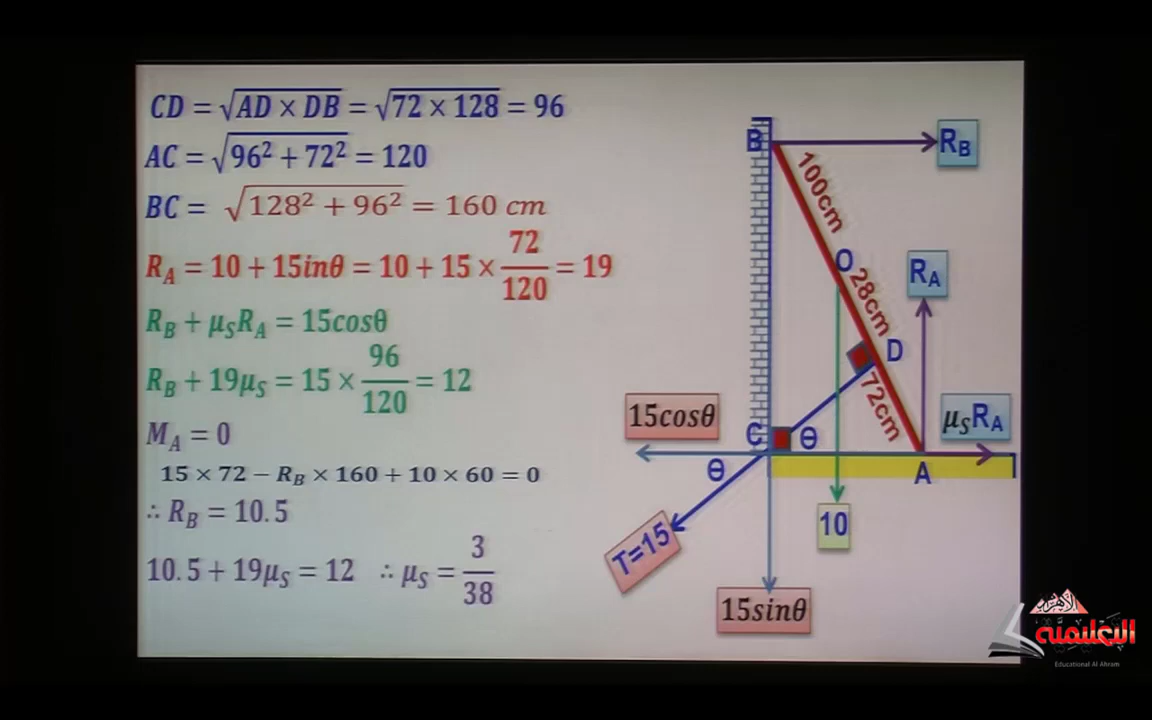 CD = √AD × DB = √72 × 128 = 96
AC = √96² + 72² = 120
BC = √128² + 96² = 160 cm
R_A = 10 + 15sinθ = 10 + 15 × 72/120 = 19
R_B + μ_S R_A = 15cosθ
R_B + 19μ_S = 15 × 96/120 = 12
M_A = 0
15 × 72 − R_B × 160 + 10 × 60 = 0
∴ R_B = 10.5
10.5 + 19μ_S = 12 ∴ μ_S = 3/38
B
R_B
100cm
O
28cm
R_A
D
72cm
15cosθ
C
θ
μ_S R_A
θ
A
T=15
10
15sinθ
الأهرام
التعليمية
Educational Al Ahram